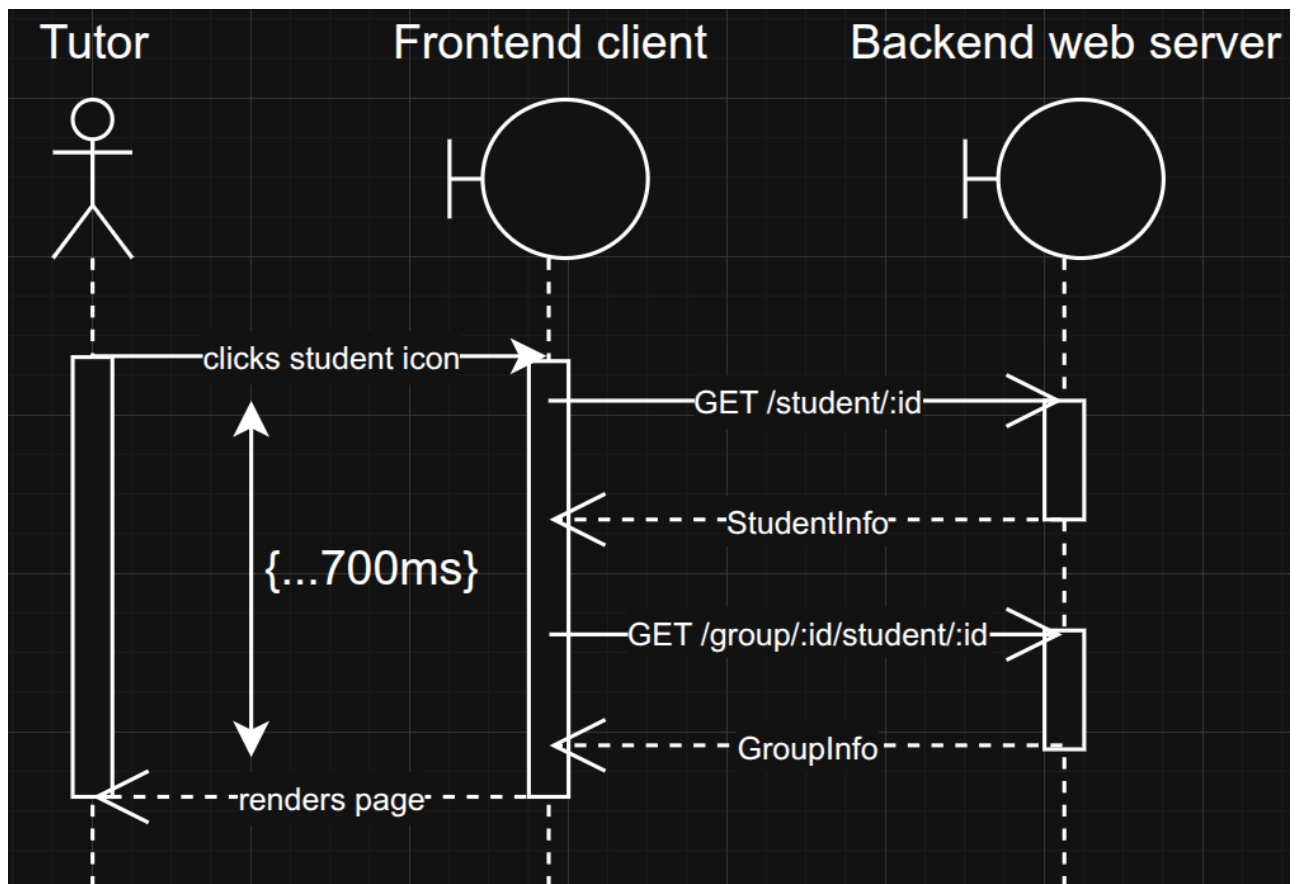 Tutor
Frontend client
Backend web server
clicks student icon
GET /student/:id
StudentInfo
{...700ms}
GET /group/:id/student/:id
GroupInfo
renders page